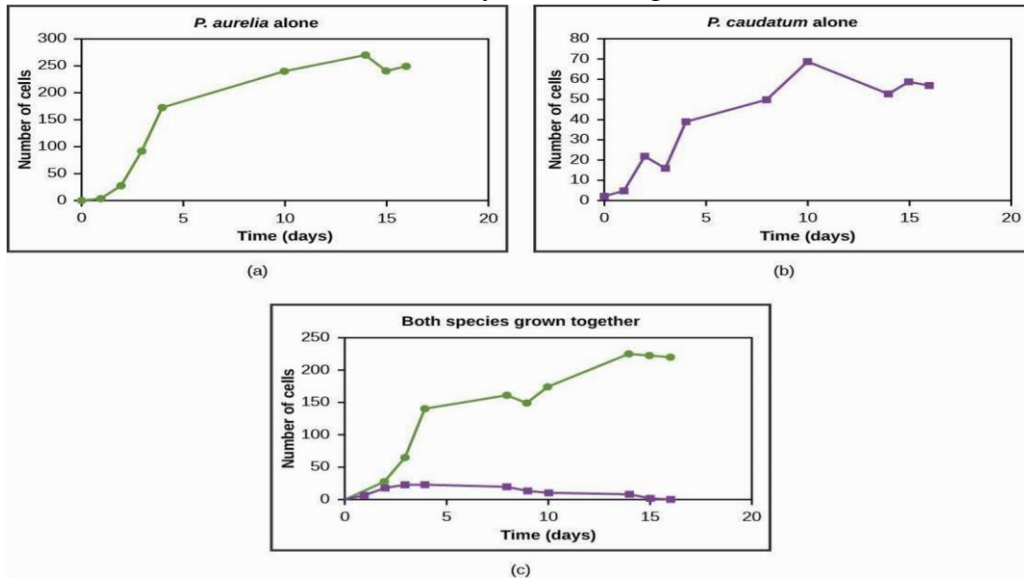 P. aurelia alone
300
250
200
150
100
50
0
Number of cells
0 5 10 15 20
Time (days)
(a)
P. caudatum alone
80
70
60
50
40
30
20
10
0
Number of cells
0 5 10 15 20
Time (days)
(b)
Both species grown together
250
200
150
100
50
0
Number of cells
0 5 10 15 20
Time (days)
(c)